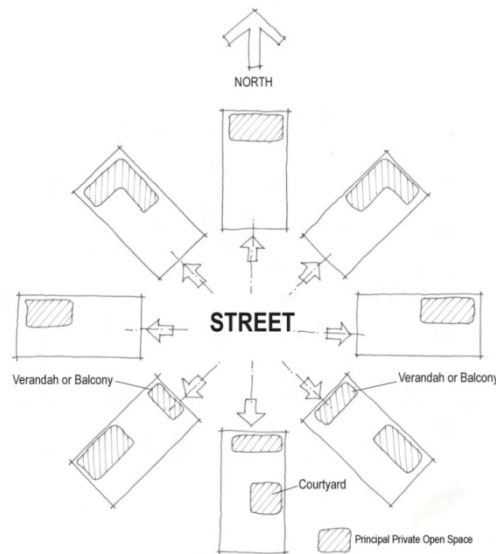 NORTH
STREET
Verandah or Balcony
Verandah or Balcony
Courtyard
Principal Private Open Space